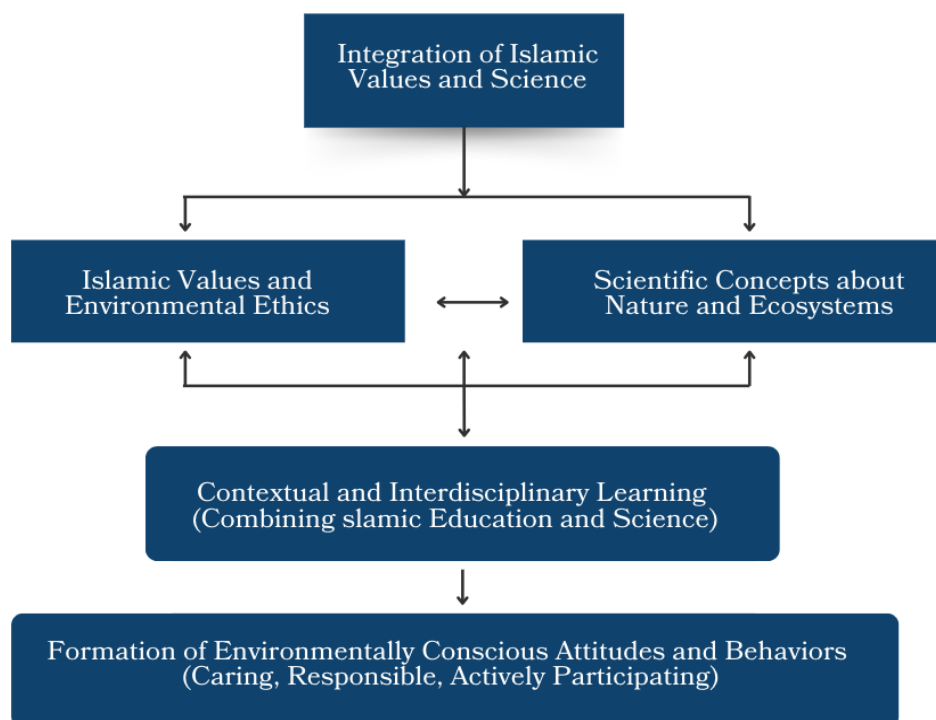 Integration of Islamic
Values and Science
Islamic Values and
Environmental Ethics
Scientific Concepts about
Nature and Ecosystems
Contextual and Interdisciplinary Learning
(Combining slamic Education and Science)
Formation of Environmentally Conscious Attitudes and Behaviors
(Caring, Responsible, Actively Participating)